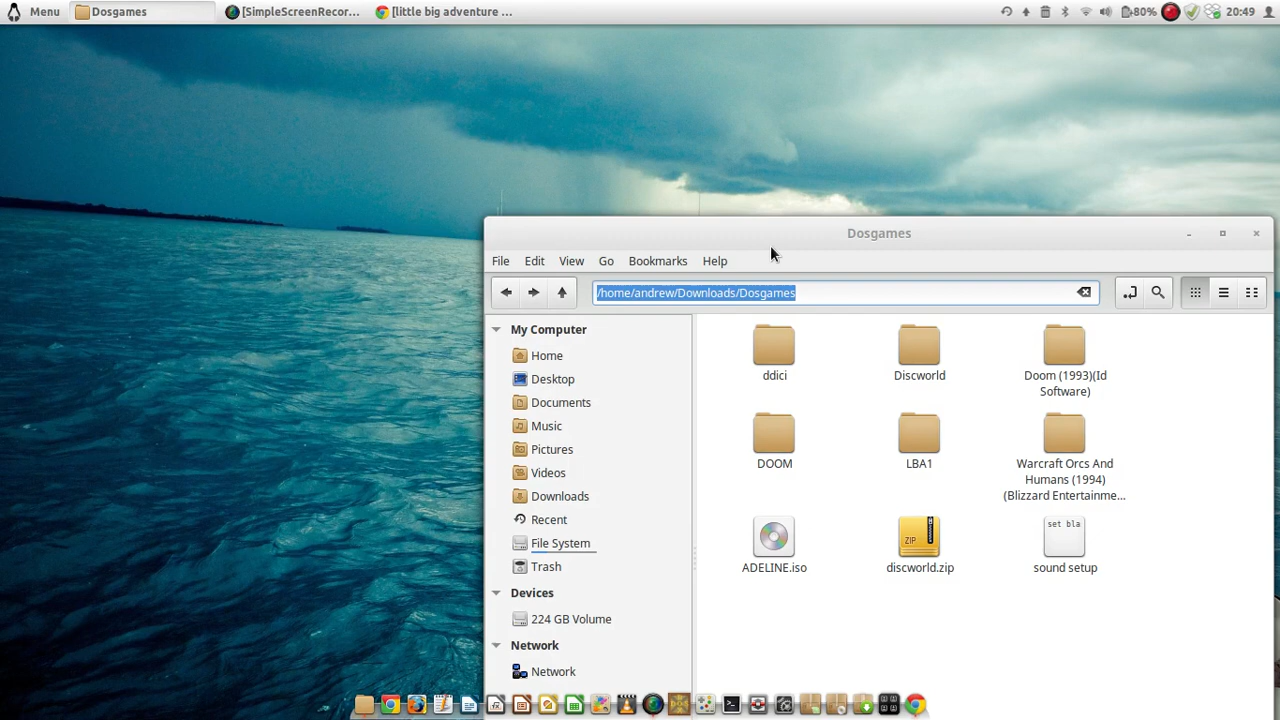 Menu
Dosgames
[SimpleScreenRecor...
[little big adventure ...
80%
20:49
Dosgames
File Edit View Go Bookmarks Help
/home/andrew/Downloads/Dosgames
My Computer
Home
Desktop
Documents
Music
Pictures
Videos
Downloads
Recent
File System
Trash
Devices
224 GB Volume
Network
Network
ddici
Discworld
Doom (1993)(Id
Software)
DOOM
LBA1
Warcraft Orcs And
Humans (1994)
(Blizzard Entertainme...
ADELINE.iso
ZIP
discworld.zip
set bla
sound setup